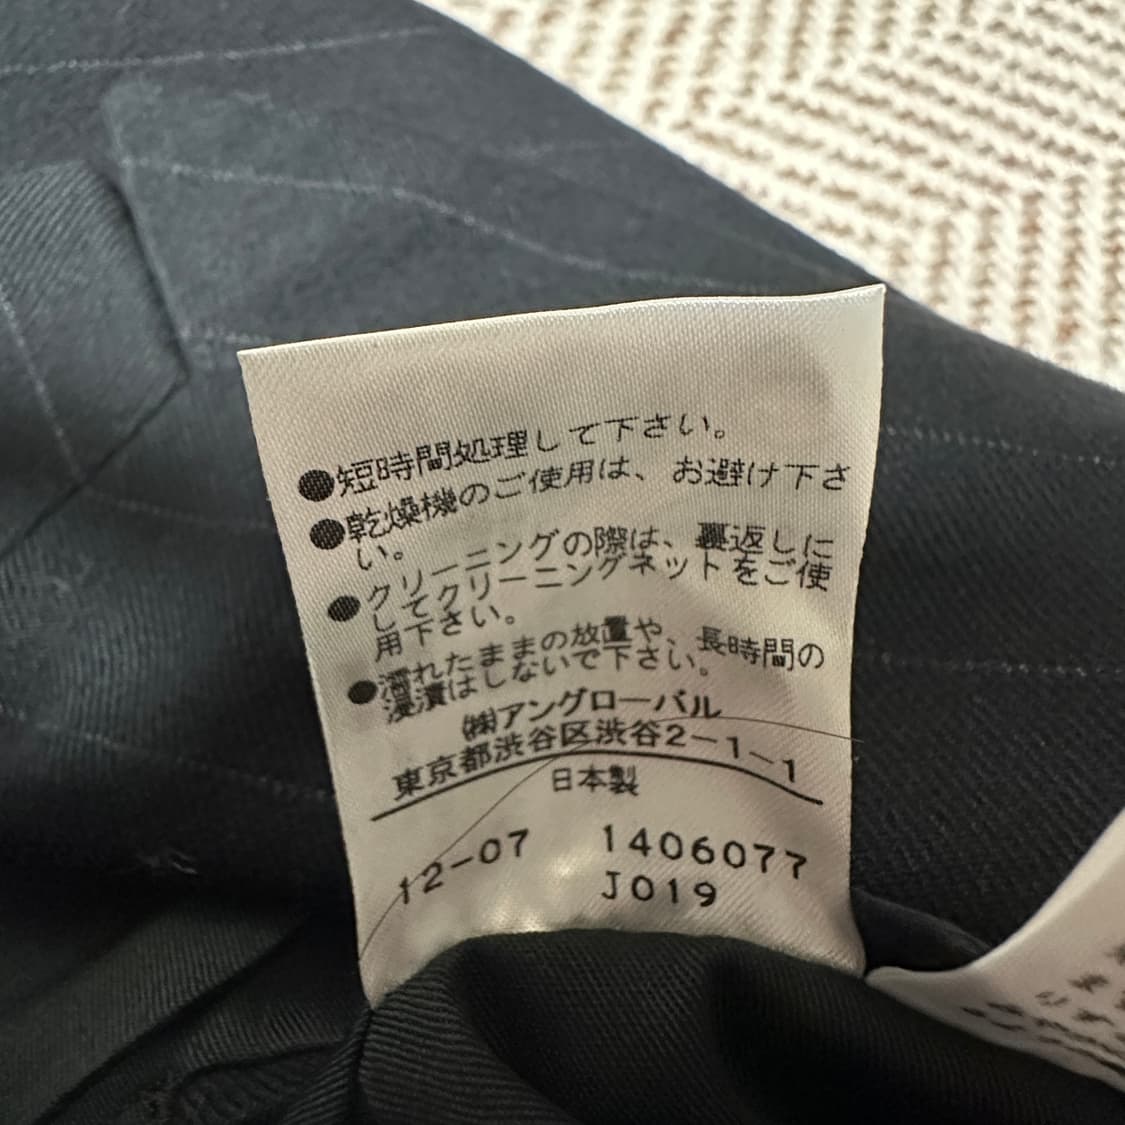 ●短時間処理して下さい。
●乾燥機のご使用は、お避け下さ
い。
●クリーニングの際は、裏返しに
してクリーニングネットをご使
用下さい。
●濡れたままの放置や、長時間の
浸漬はしないで下さい。
㈱アングローバル
東京都渋谷区渋谷2-1-1
日本製
12-07 1406077
J019